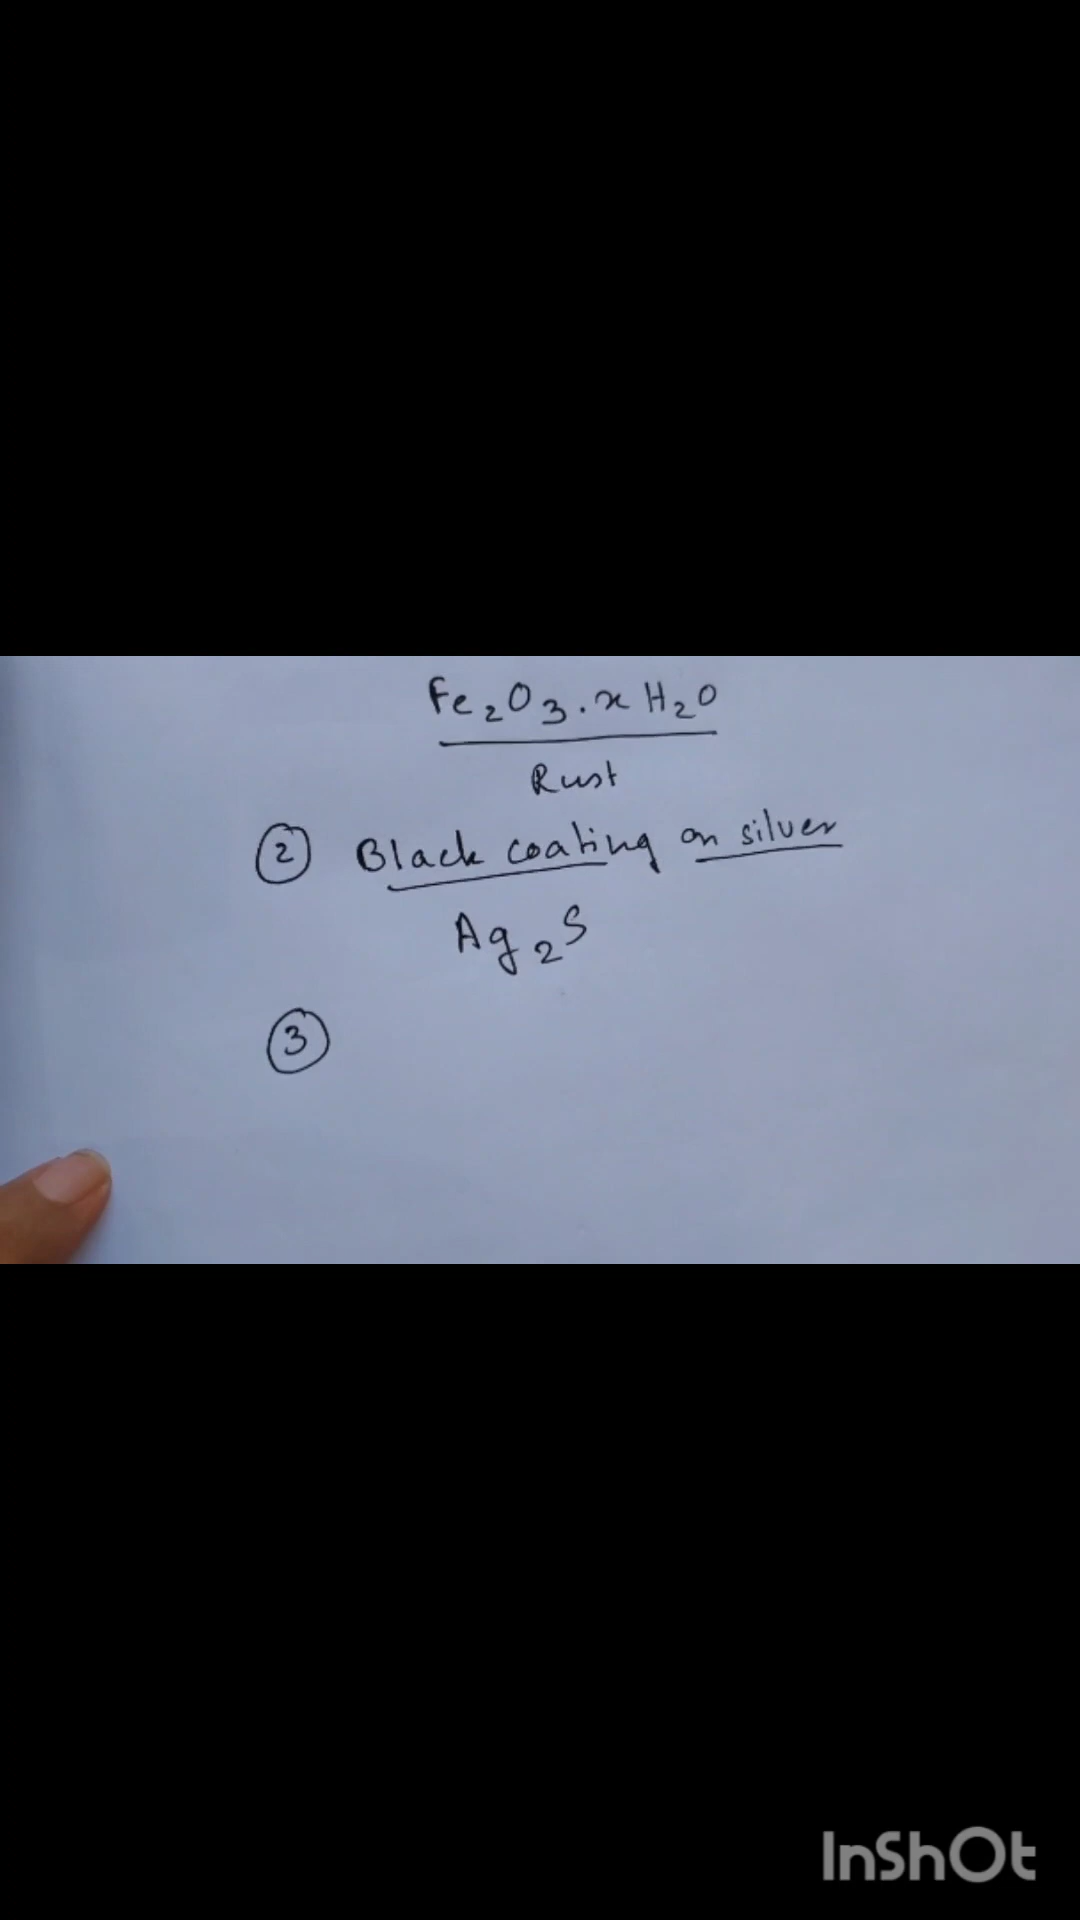 Fe₂O₃.xH₂O
Rust
② Black coating on silver
Ag₂S
③
InShOt